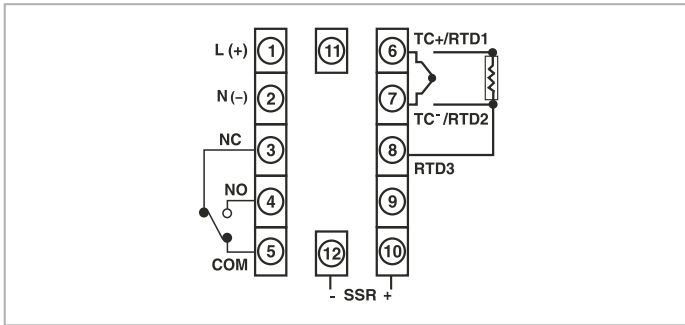 L (+) 1 11 6 TC+/RTD1
N (−) 2 7
TC-/RTD2
NC 3 8
RTD3
NO 4 9
5 12 10
COM
- SSR +